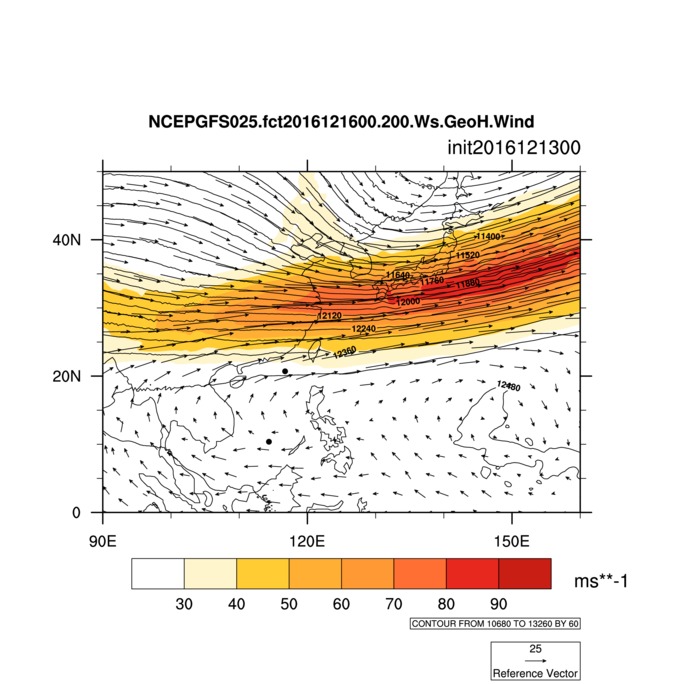 NCEPGFS025.fct2016121600.200.Ws.GeoH.Wind
init2016121300
40N
20N
0
11400
11520
11640
11760
11880
12000
12120
12240
12360
12480
90E 120E 150E
ms**-1
30 40 50 60 70 80 90
CONTOUR FROM 10680 TO 13260 BY 60
25
Reference Vector